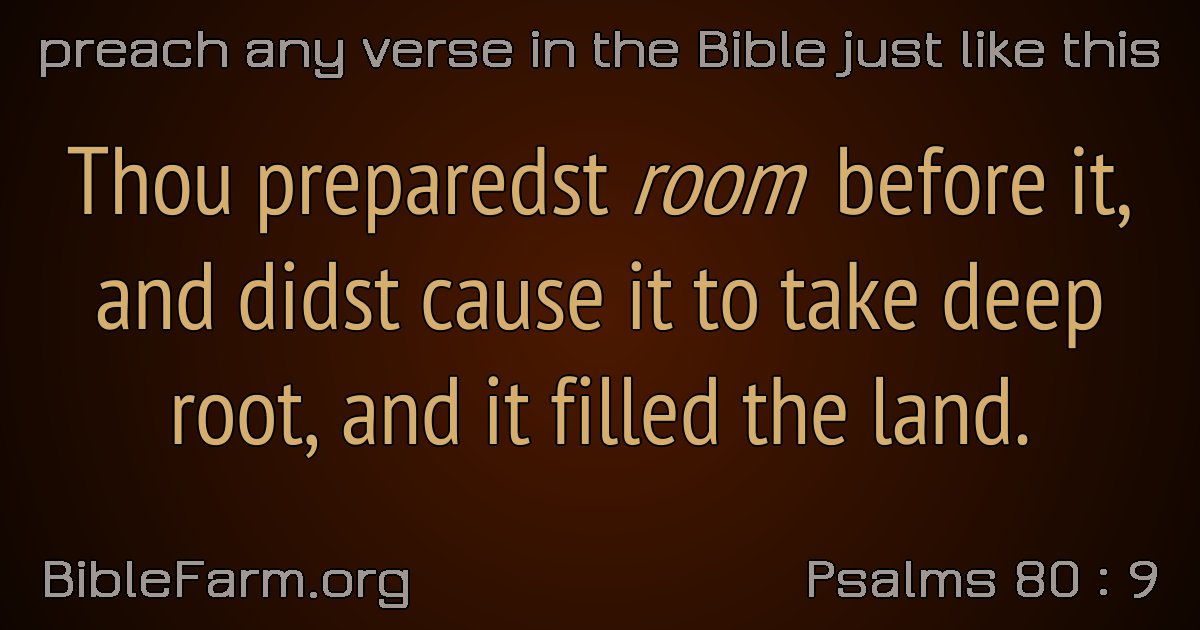 preach any verse in the Bible just like this
Thou preparedst room before it,
and didst cause it to take deep
root, and it filled the land.
BibleFarm.org
Psalms 80 : 9